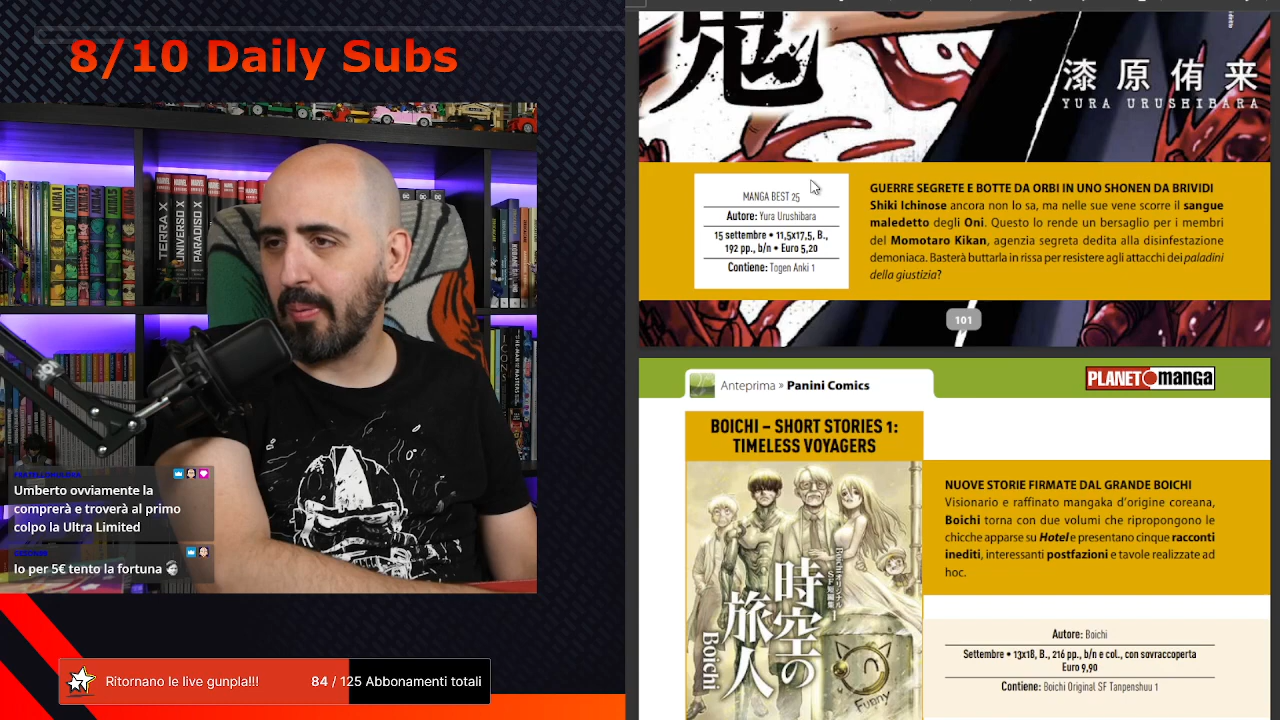 8/10 Daily Subs
TERRA X
UNIVERSO X
PARADISO X
Umberto ovviamente la
comprerà e troverà al primo
colpo la Ultra Limited
Io per 5€ tento la fortuna
Ritornano le live gunpla!!! 84 / 125 Abbonamenti totali
鬼
漆原侑来
YURA URUSHIBARA
MANGA BEST 25
Autore: Yura Urushibara
15 settembre • 11,5x17,5, B.,
192 pp., b/n • Euro 5,20
Contiene: Togen Anki 1
GUERRE SEGRETE E BOTTE DA ORBI IN UNO SHONEN DA BRIVIDI
Shiki Ichinose ancora non lo sa, ma nelle sue vene scorre il sangue
maledetto degli Oni. Questo lo rende un bersaglio per i membri
del Momotaro Kikan, agenzia segreta dedita alla disinfestazione
demoniaca. Basterà buttarla in rissa per resistere agli attacchi dei paladini
della giustizia?
101
Anteprima » Panini Comics
PLANET manga
BOICHI – SHORT STORIES 1:
TIMELESS VOYAGERS
時空の
旅人
Boichi
Funny
NUOVE STORIE FIRMATE DAL GRANDE BOICHI
Visionario e raffinato mangaka d’origine coreana,
Boichi torna con due volumi che ripropongono le
chicche apparse su Hotel e presentano cinque racconti
inediti, interessanti postfazioni e tavole realizzate ad
hoc.
Autore: Boichi
Settembre • 13x18, B., 216 pp., b/n e col., con sovraccoperta
Euro 9,90
Contiene: Boichi Original SF Tanpenshuu 1